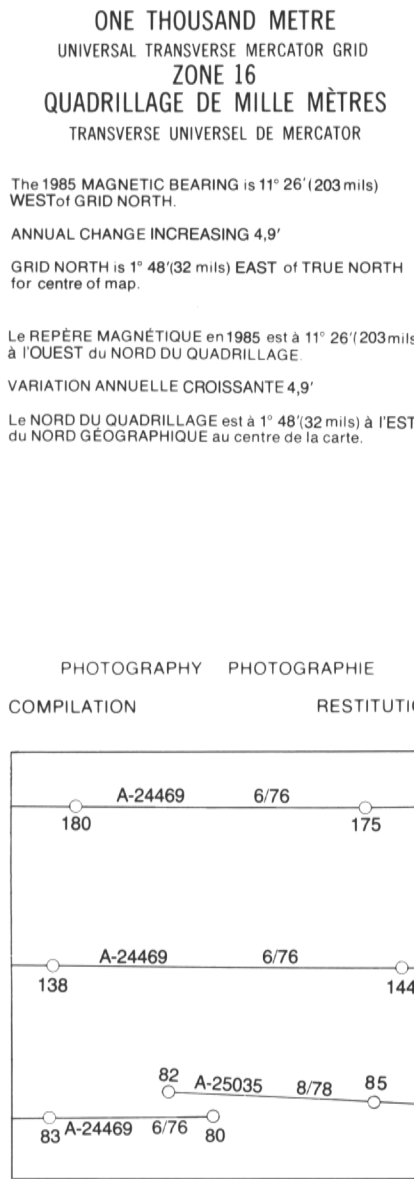 ONE THOUSAND METRE
UNIVERSAL TRANSVERSE MERCATOR GRID
ZONE 16
QUADRILLAGE DE MILLE MÈTRES
TRANSVERSE UNIVERSEL DE MERCATOR
The 1985 MAGNETIC BEARING is 11° 26′ (203 mils)
WEST of GRID NORTH.
ANNUAL CHANGE INCREASING 4,9′
GRID NORTH is 1° 48′(32 mils) EAST of TRUE NORTH
for centre of map.
Le REPÈRE MAGNÉTIQUE en 1985 est à 11° 26′(203 mils
à l'OUEST du NORD DU QUADRILLAGE.
VARIATION ANNUELLE CROISSANTE 4,9′
Le NORD DU QUADRILLAGE est à 1° 48′(32 mils) à l'EST
du NORD GÉOGRAPHIQUE au centre de la carte.
PHOTOGRAPHY PHOTOGRAPHIE
COMPILATION RESTITUTIO
A-24469 6/76
180 175
A-24469 6/76
138 144
82 A-25035 8/78 85
83 A-24469 6/76 80